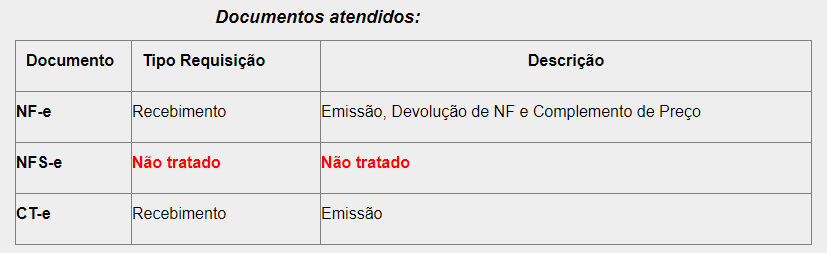 Documentos atendidos:
Documento Tipo Requisição Descrição
NF-e Recebimento Emissão, Devolução de NF e Complemento de Preço
NFS-e Não tratado Não tratado
CT-e Recebimento Emissão